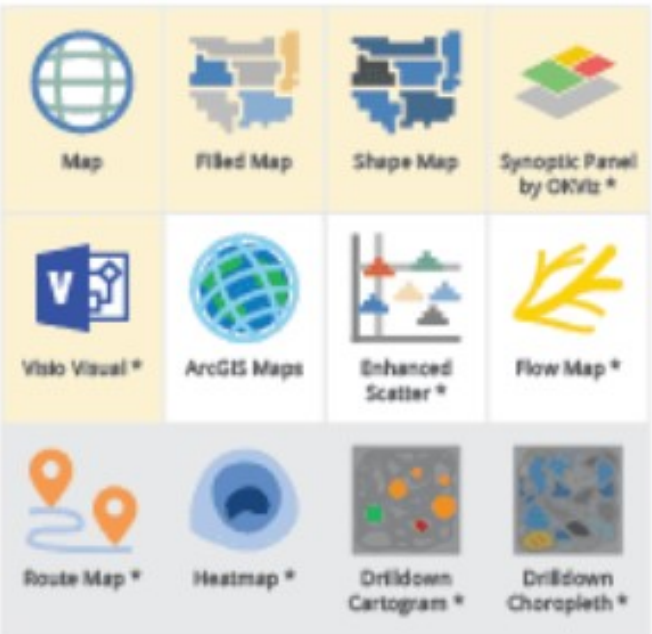 Map
Filled Map
Shape Map
Synoptic Panel
by OKViz *
V
Visio Visual *
ArcGIS Maps
Enhanced
Scatter *
Flow Map *
Route Map *
Heatmap *
Drilldown
Cartogram *
Drilldown
Choropleth *